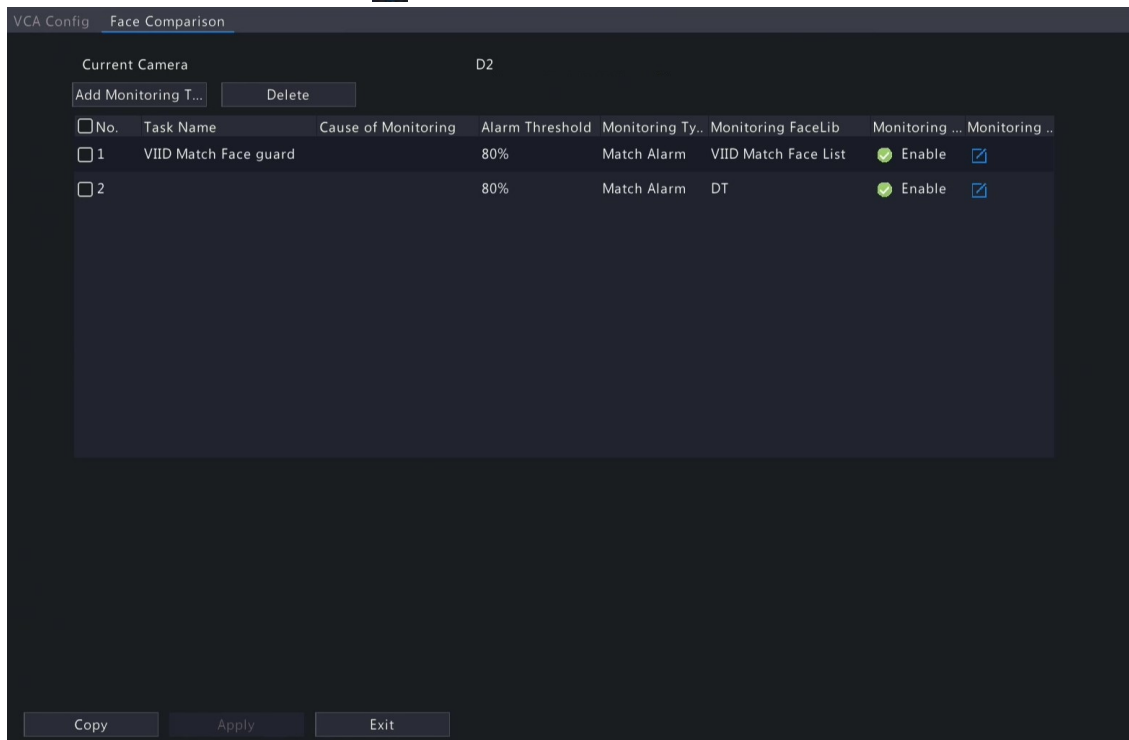 VCA Config Face Comparison
Current Camera D2
Add Monitoring T... Delete
No. Task Name Cause of Monitoring Alarm Threshold Monitoring Ty.. Monitoring FaceLib Monitoring ... Monitoring ..
1 VIID Match Face guard 80% Match Alarm VIID Match Face List Enable
2 80% Match Alarm DT Enable
Copy Apply Exit